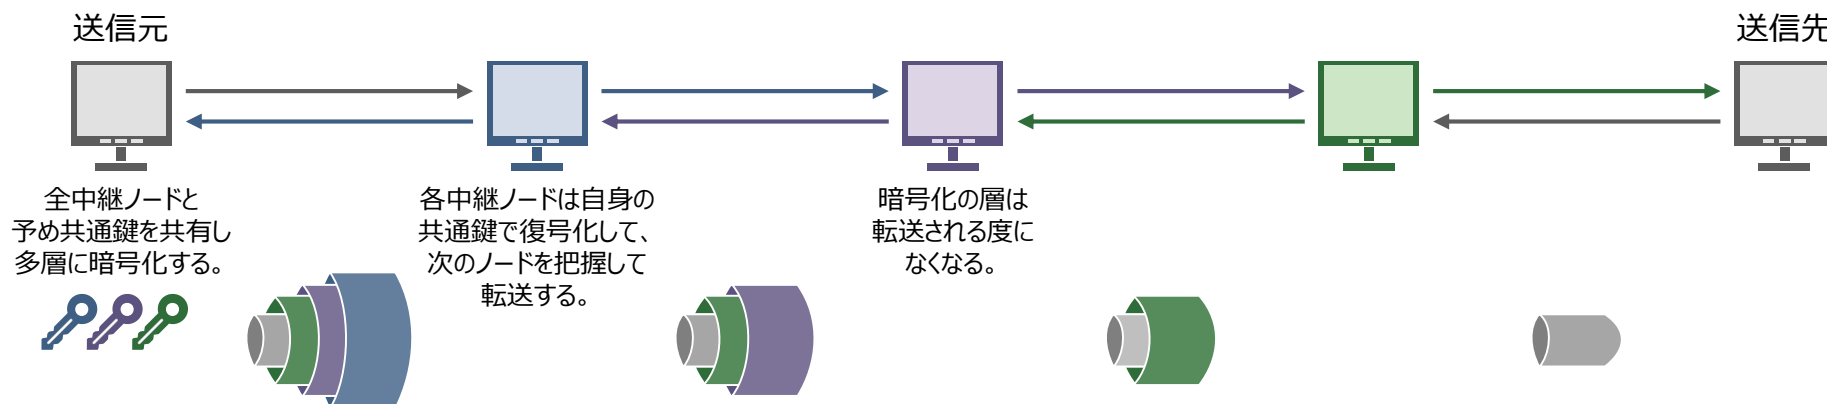 送信元
送信先
全中継ノードと
予め共通鍵を共有し
多層に暗号化する。
各中継ノードは自身の
共通鍵で復号化して、
次のノードを把握して
転送する。
暗号化の層は
転送される度に
なくなる。